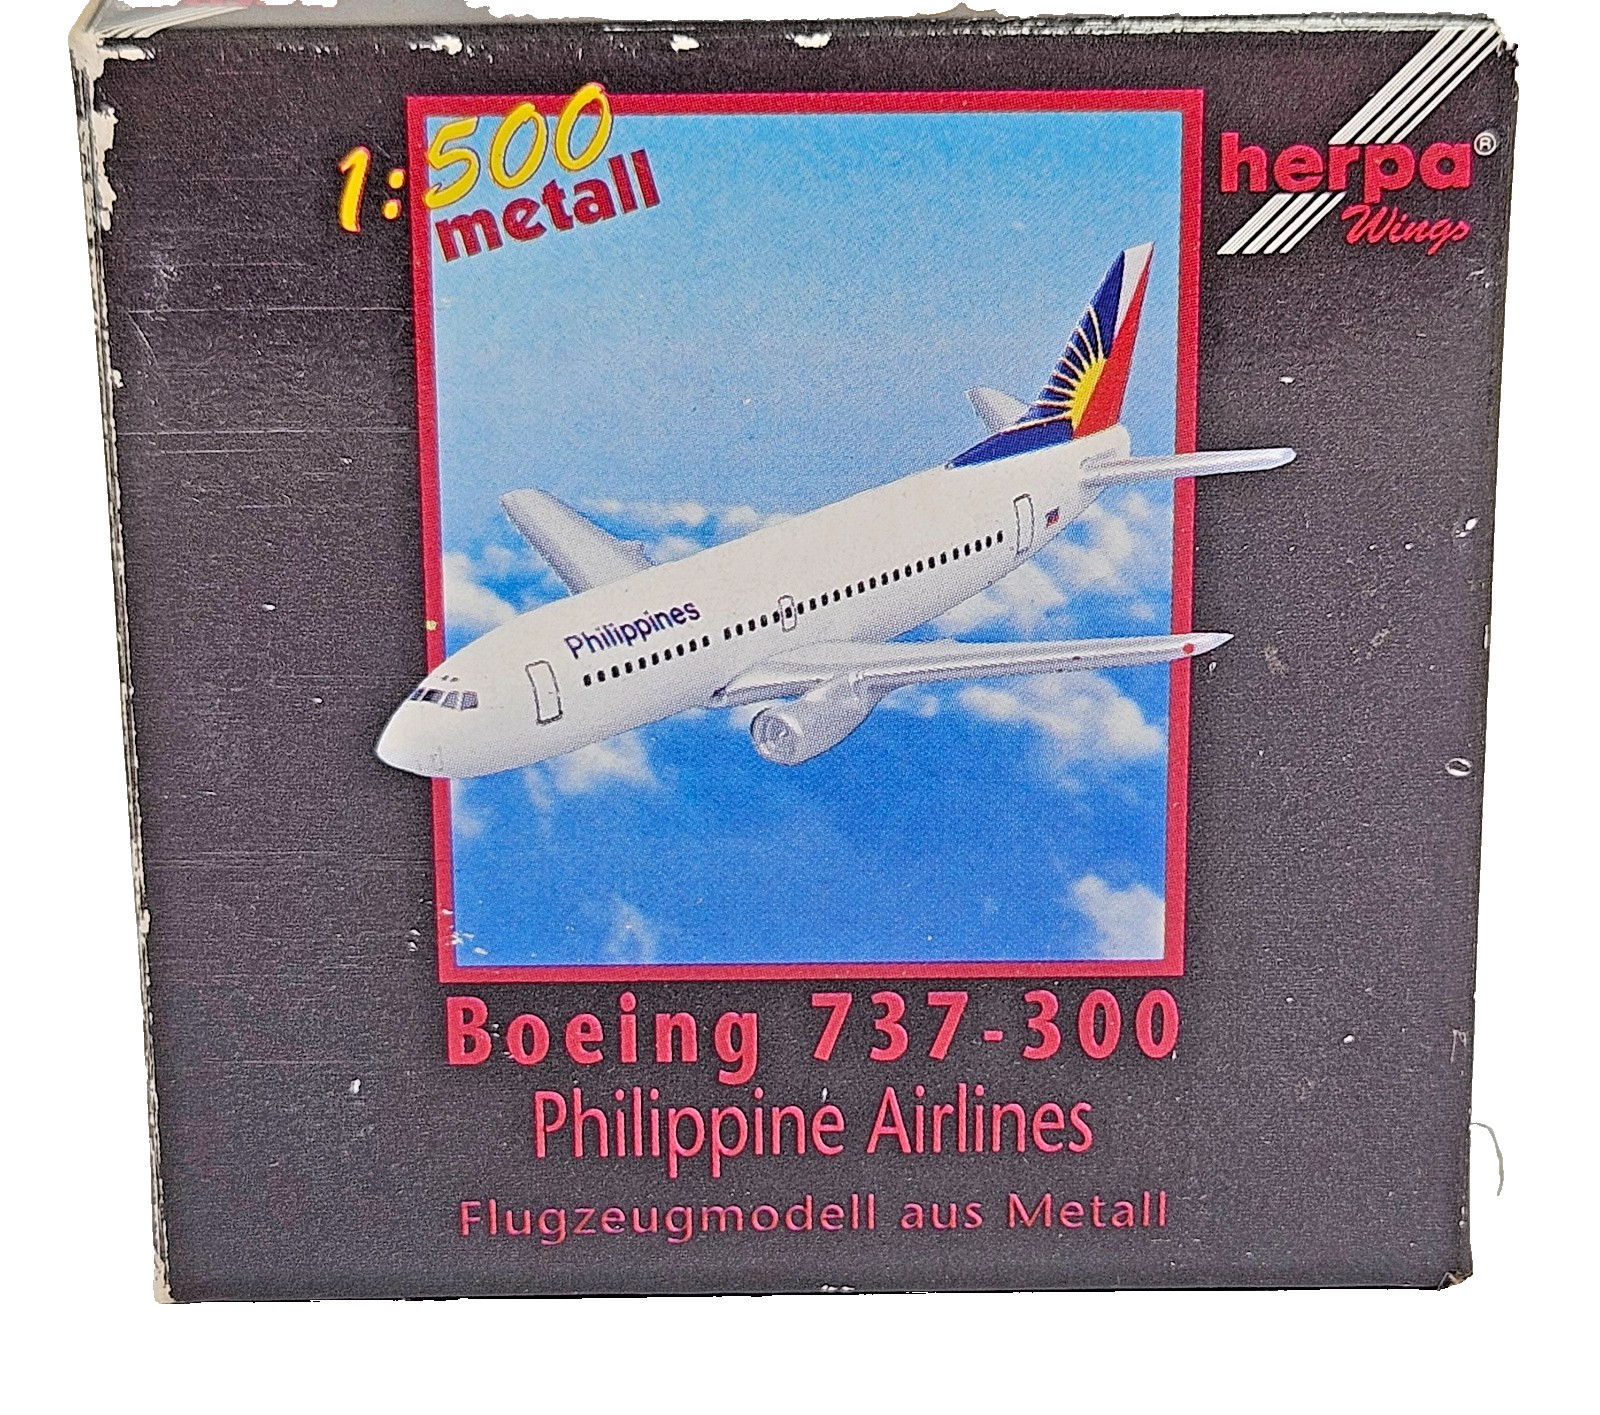 1:500
metall
herpa®
Wings
Philippines
Boeing 737-300
Philippine Airlines
Flugzeugmodell aus Metall